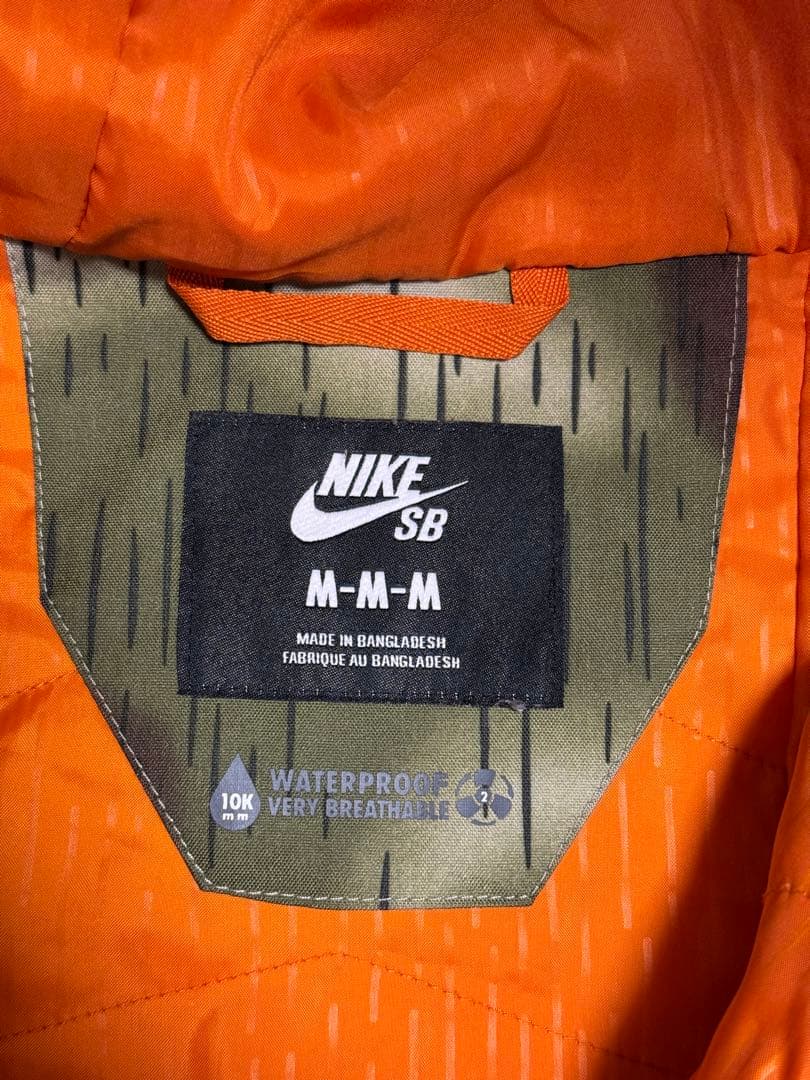 NIKE
SB
M-M-M
MADE IN BANGLADESH
FABRIQUE AU BANGLADESH
10K
mm
WATERPROOF
VERY BREATHABLE
2